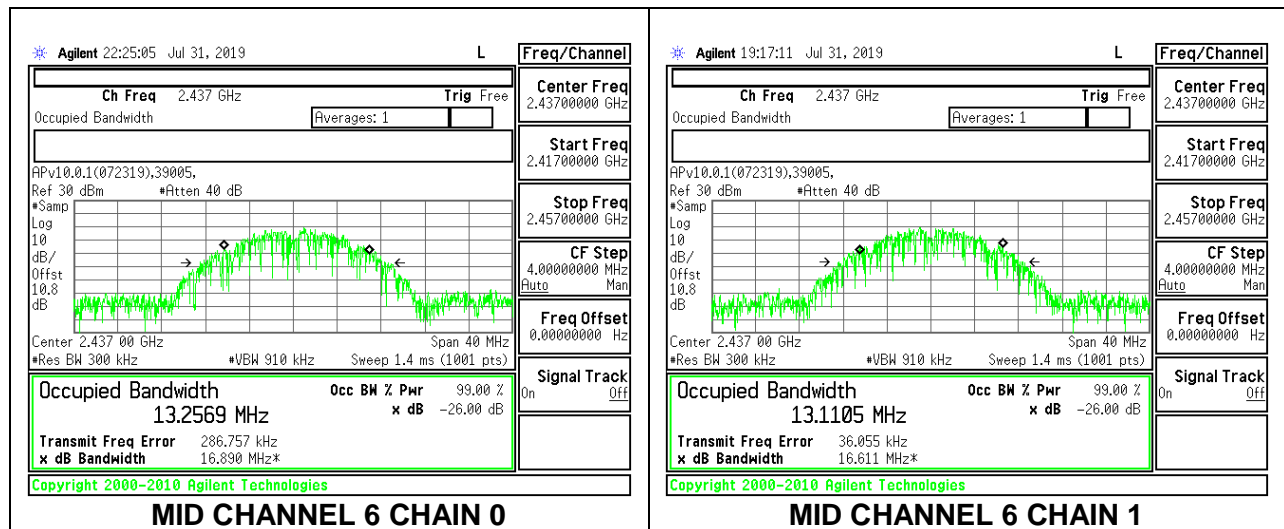 Agilent 22:25:05 Jul 31, 2019 L
Freq/Channel
Ch Freq 2.437 GHz Trig Free
Occupied Bandwidth Averages: 1
APv10.0.1(072319),39005,
Ref 30 dBm #Atten 40 dB
#Samp
Log
10
dB/
Offst
10.8
dB
Center 2.437 00 GHz Span 40 MHz
#Res BW 300 kHz #VBW 910 kHz Sweep 1.4 ms (1001 pts)
Occupied Bandwidth Occ BW % Pwr 99.00 %
13.2569 MHz x dB -26.00 dB
Transmit Freq Error 286.757 kHz
x dB Bandwidth 16.890 MHz*
Copyright 2000-2010 Agilent Technologies
Center Freq
2.43700000 GHz
Start Freq
2.41700000 GHz
Stop Freq
2.45700000 GHz
CF Step
4.00000000 MHz
Auto Man
Freq Offset
0.00000000 Hz
Signal Track
On Off
MID CHANNEL 6 CHAIN 0
Agilent 19:17:11 Jul 31, 2019 L
Freq/Channel
Ch Freq 2.437 GHz Trig Free
Occupied Bandwidth Averages: 1
APv10.0.1(072319),39005,
Ref 30 dBm #Atten 40 dB
#Samp
Log
10
dB/
Offst
10.8
dB
Center 2.437 00 GHz Span 40 MHz
#Res BW 300 kHz #VBW 910 kHz Sweep 1.4 ms (1001 pts)
Occupied Bandwidth Occ BW % Pwr 99.00 %
13.1105 MHz x dB -26.00 dB
Transmit Freq Error 36.055 kHz
x dB Bandwidth 16.611 MHz*
Copyright 2000-2010 Agilent Technologies
Center Freq
2.43700000 GHz
Start Freq
2.41700000 GHz
Stop Freq
2.45700000 GHz
CF Step
4.00000000 MHz
Auto Man
Freq Offset
0.00000000 Hz
Signal Track
On Off
MID CHANNEL 6 CHAIN 1